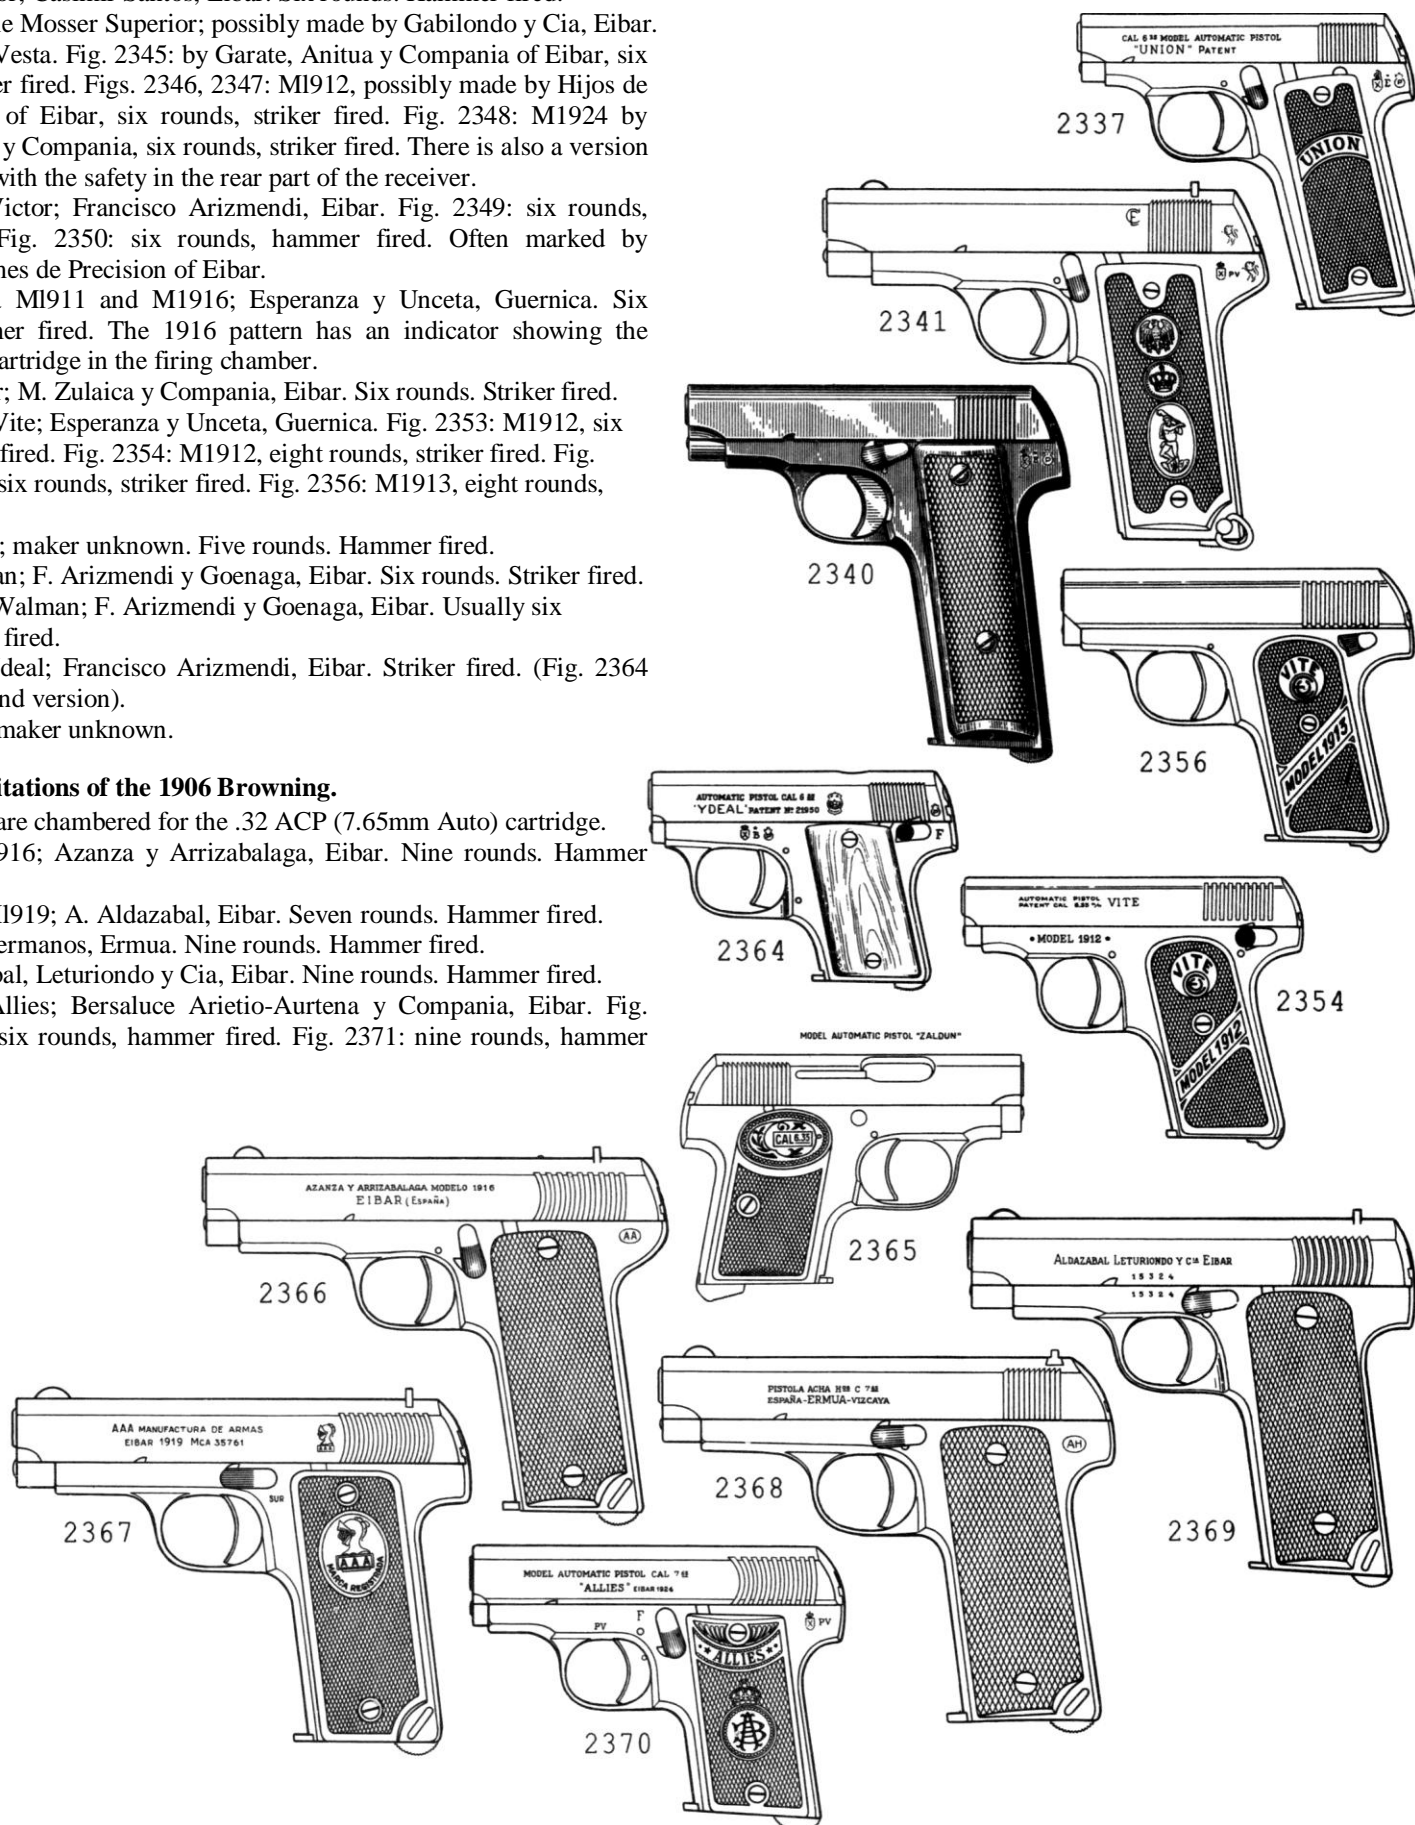 le Mosser Superior; possibly made by Gabilondo y Cia, Eibar.
Vesta. Fig. 2345: by Garate, Anitua y Compania of Eibar, six
er fired. Figs. 2346, 2347: Ml912, possibly made by Hijos de
of Eibar, six rounds, striker fired. Fig. 2348: M1924 by
y Compania, six rounds, striker fired. There is also a version
with the safety in the rear part of the receiver.
Victor; Francisco Arizmendi, Eibar. Fig. 2349: six rounds,
Fig. 2350: six rounds, hammer fired. Often marked by
nes de Precision of Eibar.
Ml911 and M1916; Esperanza y Unceta, Guernica. Six
ner fired. The 1916 pattern has an indicator showing the
artridge in the firing chamber.
r; M. Zulaica y Compania, Eibar. Six rounds. Striker fired.
Vite; Esperanza y Unceta, Guernica. Fig. 2353: M1912, six
fired. Fig. 2354: M1912, eight rounds, striker fired. Fig.
six rounds, striker fired. Fig. 2356: M1913, eight rounds,
; maker unknown. Five rounds. Hammer fired.
an; F. Arizmendi y Goenaga, Eibar. Six rounds. Striker fired.
Walman; F. Arizmendi y Goenaga, Eibar. Usually six
fired.
deal; Francisco Arizmendi, Eibar. Striker fired. (Fig. 2364
nd version).
maker unknown.
itations of the 1906 Browning.
are chambered for the .32 ACP (7.65mm Auto) cartridge.
916; Azanza y Arrizabalaga, Eibar. Nine rounds. Hammer
Il919; A. Aldazabal, Eibar. Seven rounds. Hammer fired.
ermanos, Ermua. Nine rounds. Hammer fired.
bal, Leturiondo y Cia, Eibar. Nine rounds. Hammer fired.
Allies; Bersaluce Arietio-Aurtena y Compania, Eibar. Fig.
six rounds, hammer fired. Fig. 2371: nine rounds, hammer
CAL 6 35 MODEL AUTOMATIC PISTOL
"UNION" PATENT
UNION
2337
PV
2341
2340
VITE
MODEL 1913
2356
AUTOMATIC PISTOL CAL 6 35
"YDEAL" PATENT Nº 21950
F
2364
AUTOMATIC PISTOL
PATENT CAL 6.35 VITE
• MODEL 1912 •
VITE
MODEL 1912
2354
MODEL AUTOMATIC PISTOL "ZALDUN"
CAL 6.35
2365
AZANZA Y ARRIZABALAGA MODELO 1916
EIBAR (ESPAÑA)
AA
2366
ALDAZABAL LETURIONDO Y CIA EIBAR
15324
15324
2369
PISTOLA ACHA HOS C 7 65
ESPAÑA-ERMUA-VIZCAYA
AH
2368
AAA MANUFACTURA DE ARMAS
EIBAR 1919 MCA 35761
SUR
AAA
MARCA REGISTRADA
2367
MODEL AUTOMATIC PISTOL CAL 7 65
"ALLIES" EIBAR 1924
PV
F
PV
ALLIES
2370